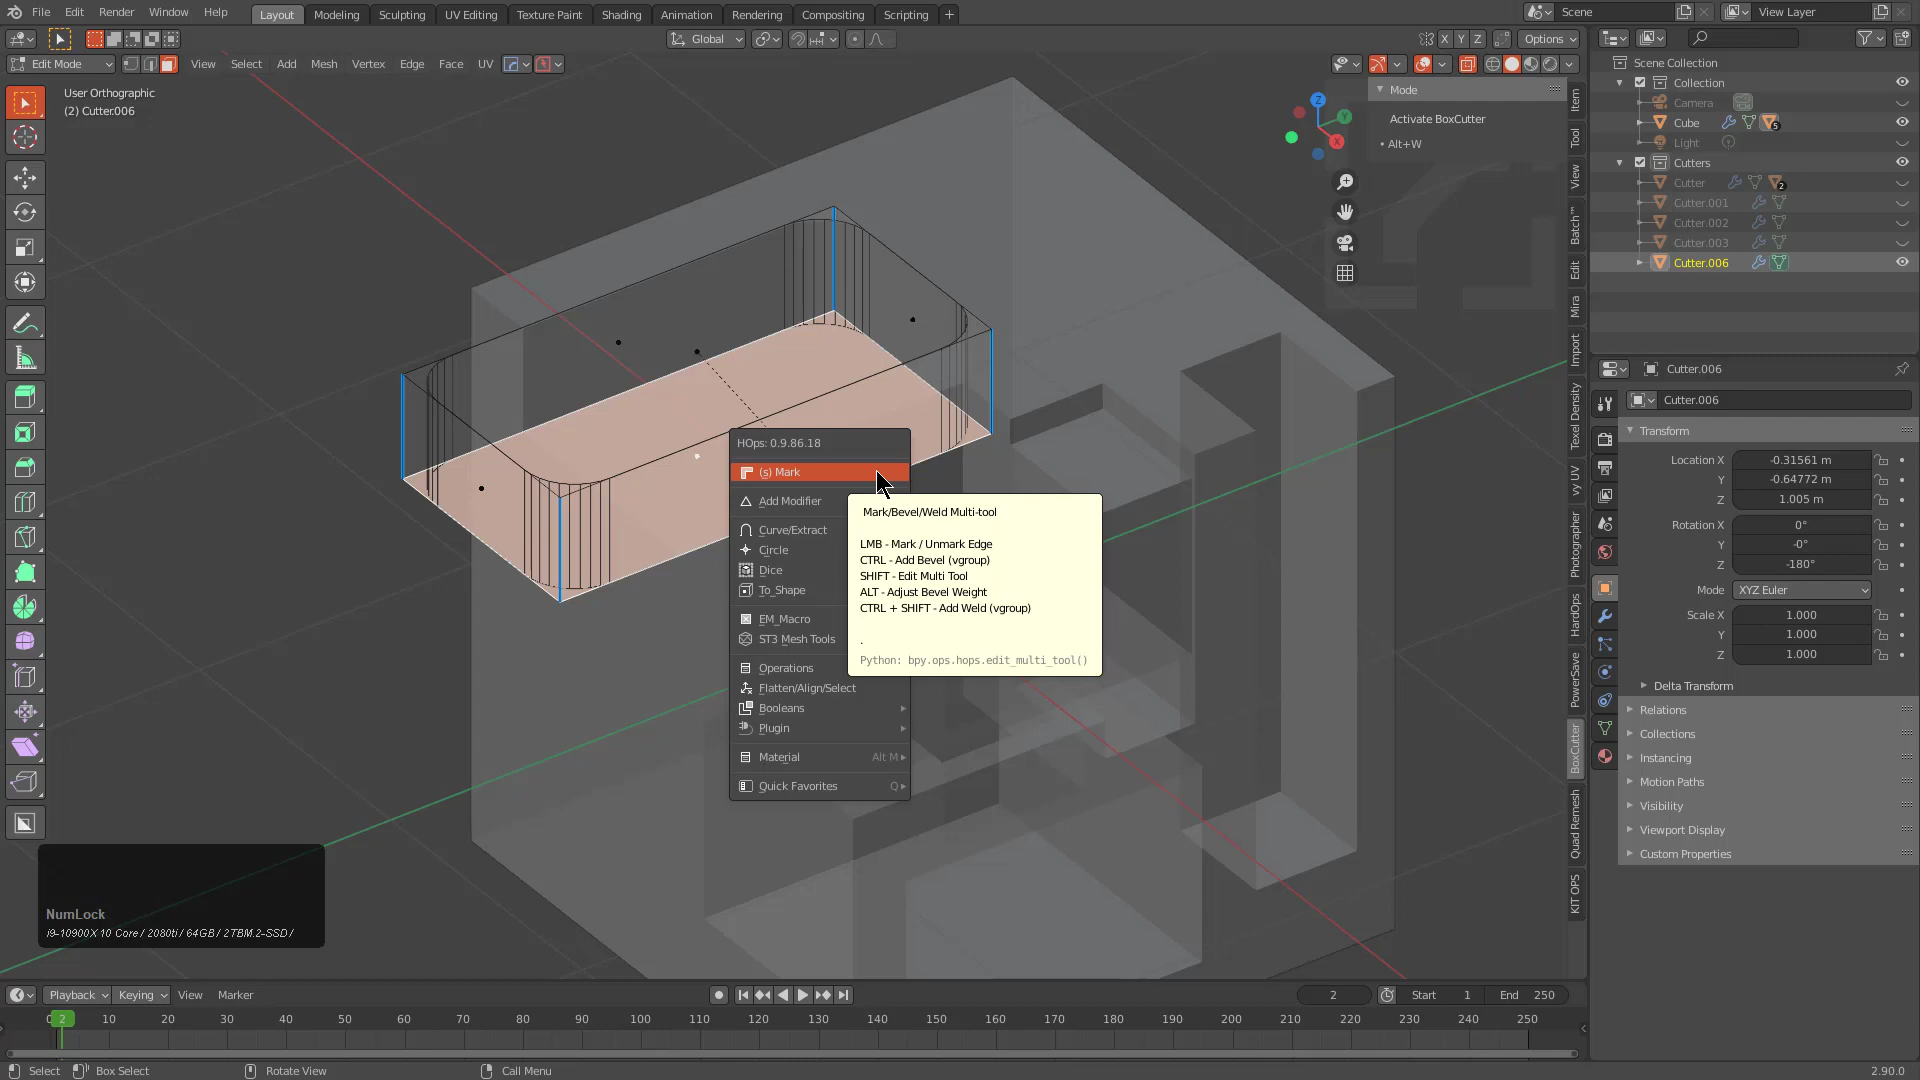 File Edit Render Window Help
Layout Modeling Sculpting UV Editing Texture Paint Shading Animation Rendering Compositing Scripting +
Scene
View Layer
Global
X Y Z
Options
Edit Mode
View Select Add Mesh Vertex Edge Face UV
User Orthographic
(2) Cutter.006
Z
Y
X
Mode
Activate BoxCutter
• Alt+W
Item
Tool
View
Batch™
Edit
Mira
Import
Texel Density
vy UV
Photographer
HardOps
PowerSave
BoxCutter
Quad Remesh
KIT OPS
Scene Collection
Collection
Camera
Cube
5
Light
Cutters
Cutter
2
Cutter.001
Cutter.002
Cutter.003
Cutter.006
Cutter.006
Cutter.006
Transform
Location X -0.31561 m
Y -0.64772 m
Z 1.005 m
Rotation X 0°
Y -0°
Z -180°
Mode XYZ Euler
Scale X 1.000
Y 1.000
Z 1.000
Delta Transform
Relations
Collections
Instancing
Motion Paths
Visibility
Viewport Display
Custom Properties
HOps: 0.9.86.18
(s) Mark
Add Modifier
Curve/Extract
Circle
Dice
To_Shape
EM_Macro
ST3 Mesh Tools
Operations
Flatten/Align/Select
Booleans
Plugin
Material Alt M
Quick Favorites Q
Mark/Bevel/Weld Multi-tool
LMB - Mark / Unmark Edge
CTRL - Add Bevel (vgroup)
SHIFT - Edit Multi Tool
ALT - Adjust Bevel Weight
CTRL + SHIFT - Add Weld (vgroup)
.
Python: bpy.ops.hops.edit_multi_tool()
NumLock
i9-10900X 10 Core / 2080ti / 64GB / 2TBM.2-SSD /
Playback Keying View Marker
2
Start 1
End 250
0 2 10 20 30 40 50 60 70 80 90 100 110 120 130 140 150 160 170 180 190 200 210 220 230 240 250
Select
Box Select
Rotate View
Call Menu
2.90.0